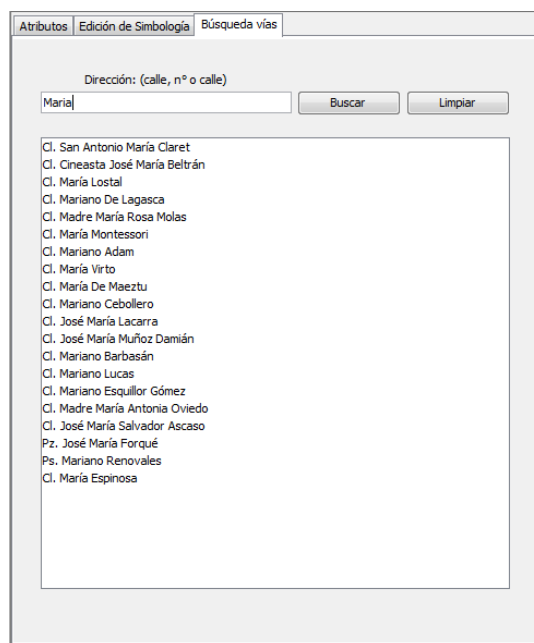 Atributos Edición de Simbología Búsqueda vías
Dirección: (calle, nº o calle)
Maria Buscar Limpiar
Cl. San Antonio María Claret
Cl. Cineasta José María Beltrán
Cl. María Lostal
Cl. Mariano De Lagasca
Cl. Madre María Rosa Molas
Cl. María Montessori
Cl. Mariano Adam
Cl. María Virto
Cl. María De Maeztu
Cl. Mariano Cebollero
Cl. José María Lacarra
Cl. José María Muñoz Damián
Cl. Mariano Barbasán
Cl. Mariano Lucas
Cl. Mariano Esquillor Gómez
Cl. Madre María Antonia Oviedo
Cl. José María Salvador Ascaso
Pz. José María Forqué
Ps. Mariano Renovales
Cl. María Espinosa